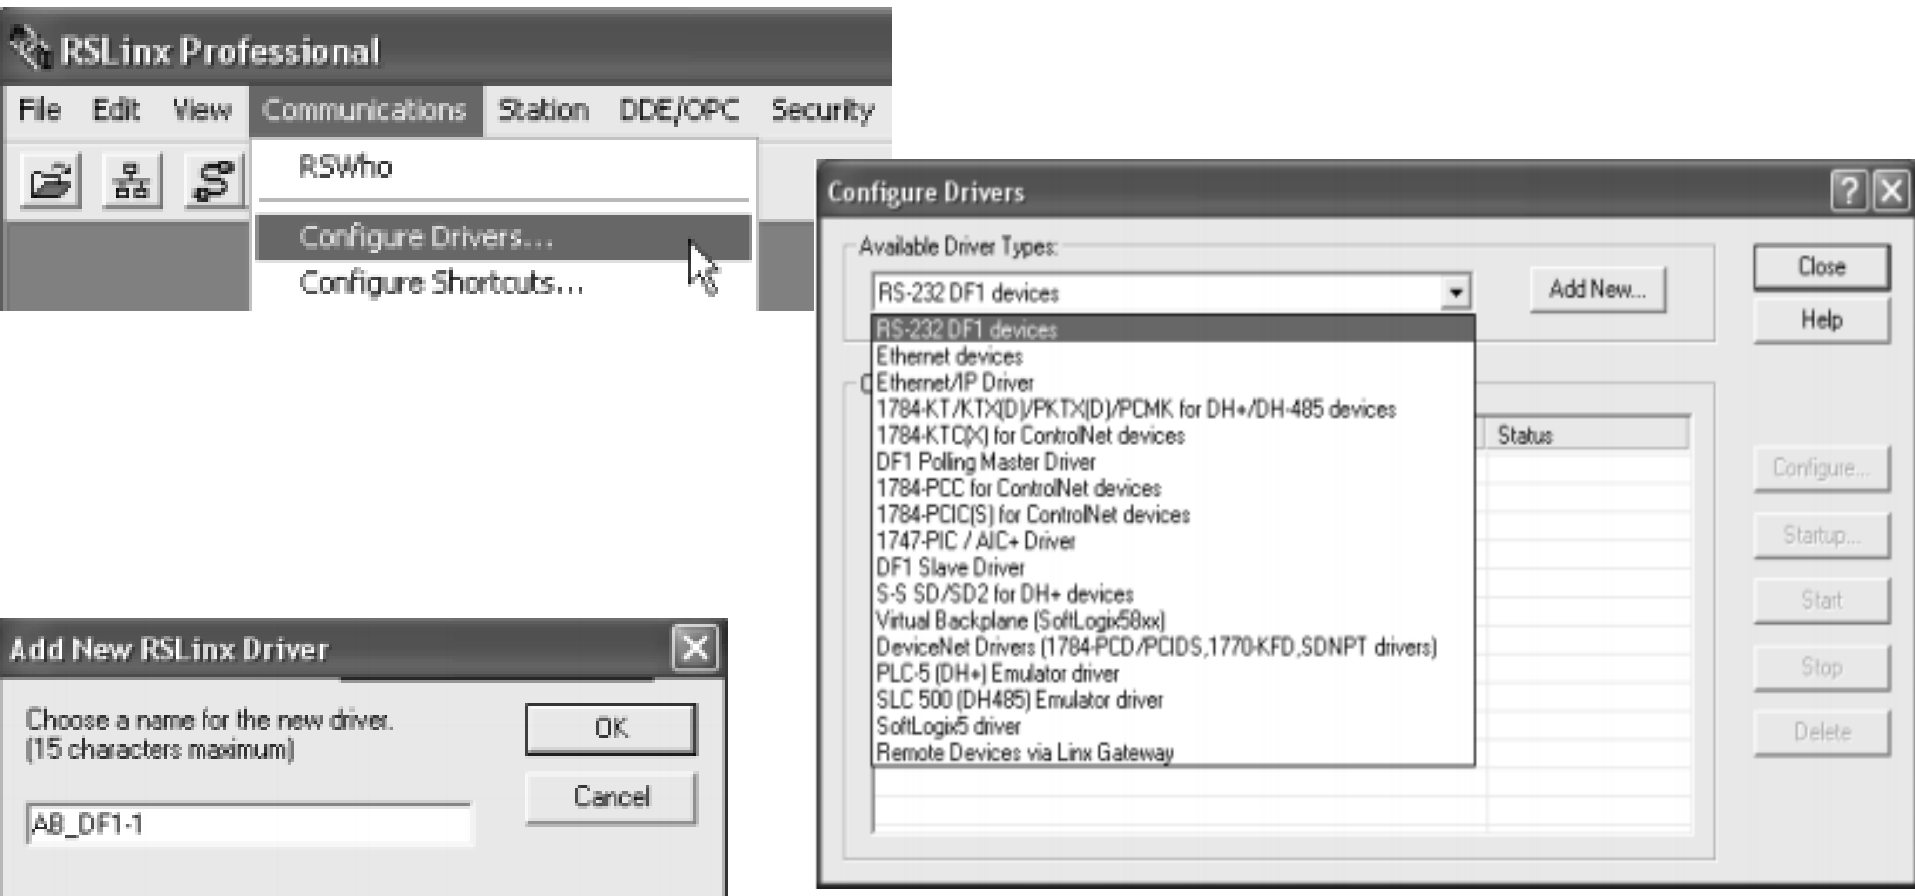 RSLinx Professional
File Edit View Communications Station DDE/OPC Security
RSWho
Configure Drivers...
Configure Shortcuts...
Configure Drivers
Available Driver Types:
RS-232 DF1 devices
Add New...
Close
Help
RS-232 DF1 devices
Ethernet devices
Ethernet/IP Driver
1784-KT/KTX(D)/PKTX(D)/PCMK for DH+/DH-485 devices
1784-KTC(X) for ControlNet devices
DF1 Polling Master Driver
1784-PCC for ControlNet devices
1784-PCIC(S) for ControlNet devices
1747-PIC / AIC+ Driver
DF1 Slave Driver
S-S SD/SD2 for DH+ devices
Virtual Backplane (SoftLogix58xx)
DeviceNet Drivers (1784-PCD/PCIDS,1770-KFD,SDNPT drivers)
PLC-5 (DH+) Emulator driver
SLC 500 (DH485) Emulator driver
SoftLogix5 driver
Remote Devices via Linx Gateway
Status
Configure...
Startup...
Start
Stop
Delete
Add New RSLinx Driver
Choose a name for the new driver.
(15 characters maximum)
OK
Cancel
AB_DF1-1